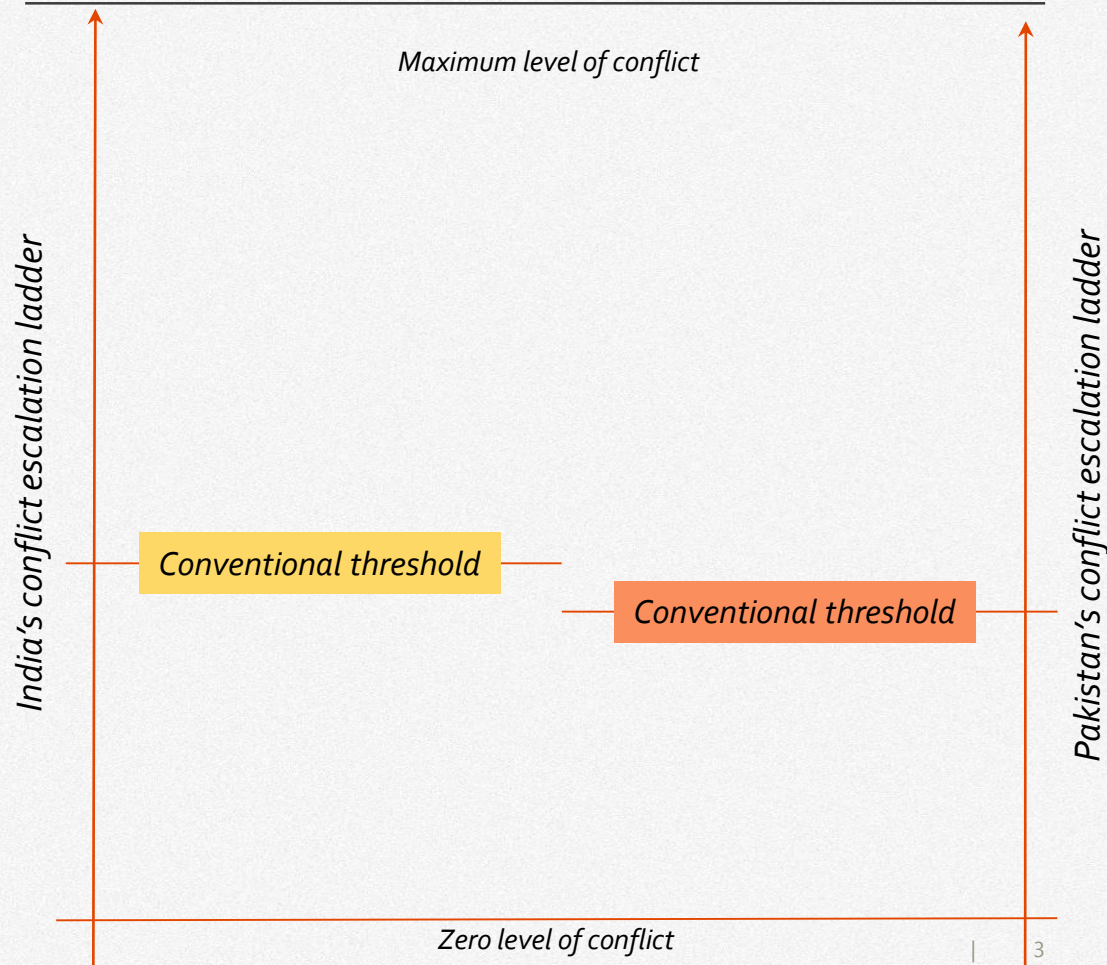 Maximum level of conflict
India's conflict escalation ladder
Conventional threshold
Conventional threshold
Pakistan's conflict escalation ladder
Zero level of conflict
| 3